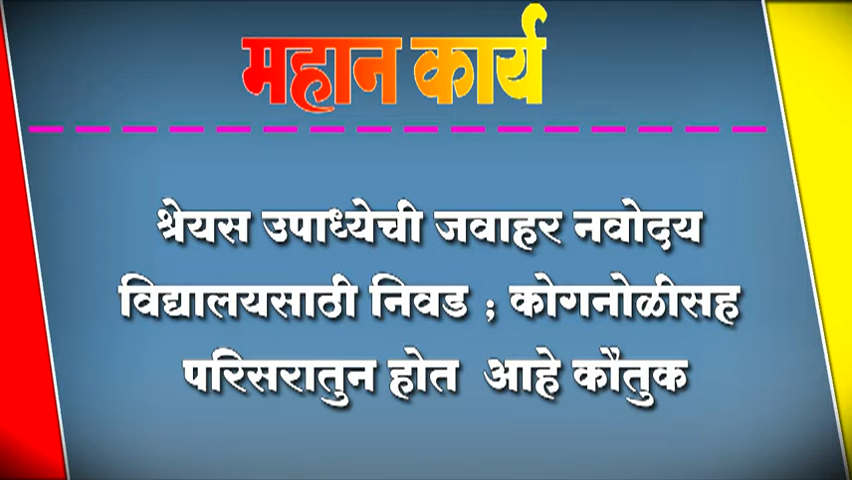 महान कार्य
श्रेयस उपाध्येची जवाहर नवोदय
विद्यालयसाठी निवड ; कोगनोळीसह
परिसरातुन होत आहे कौतुक